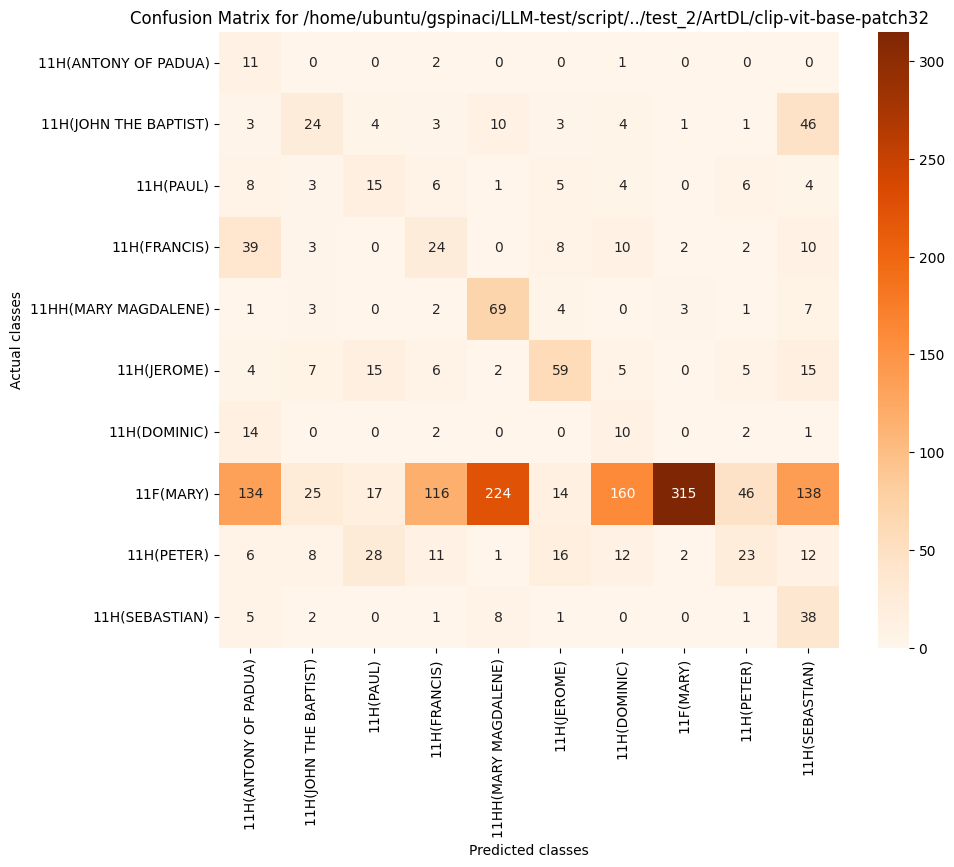 Confusion Matrix for /home/ubuntu/gspinaci/LLM-test/script/../test_2/ArtDL/clip-vit-base-patch32
11H(ANTONY OF PADUA) 11 0 0 2 0 0 1 0 0 0
11H(JOHN THE BAPTIST) 3 24 4 3 10 3 4 1 1 46
11H(PAUL) 8 3 15 6 1 5 4 0 6 4
11H(FRANCIS) 39 3 0 24 0 8 10 2 2 10
11HH(MARY MAGDALENE) 1 3 0 2 69 4 0 3 1 7
11H(JEROME) 4 7 15 6 2 59 5 0 5 15
11H(DOMINIC) 14 0 0 2 0 0 10 0 2 1
11F(MARY) 134 25 17 116 224 14 160 315 46 138
11H(PETER) 6 8 28 11 1 16 12 2 23 12
11H(SEBASTIAN) 5 2 0 1 8 1 0 0 1 38
Actual classes
11H(ANTONY OF PADUA)
11H(JOHN THE BAPTIST)
11H(PAUL)
11H(FRANCIS)
11HH(MARY MAGDALENE)
11H(JEROME)
11H(DOMINIC)
11F(MARY)
11H(PETER)
11H(SEBASTIAN)
Predicted classes
300
250
200
150
100
50
0